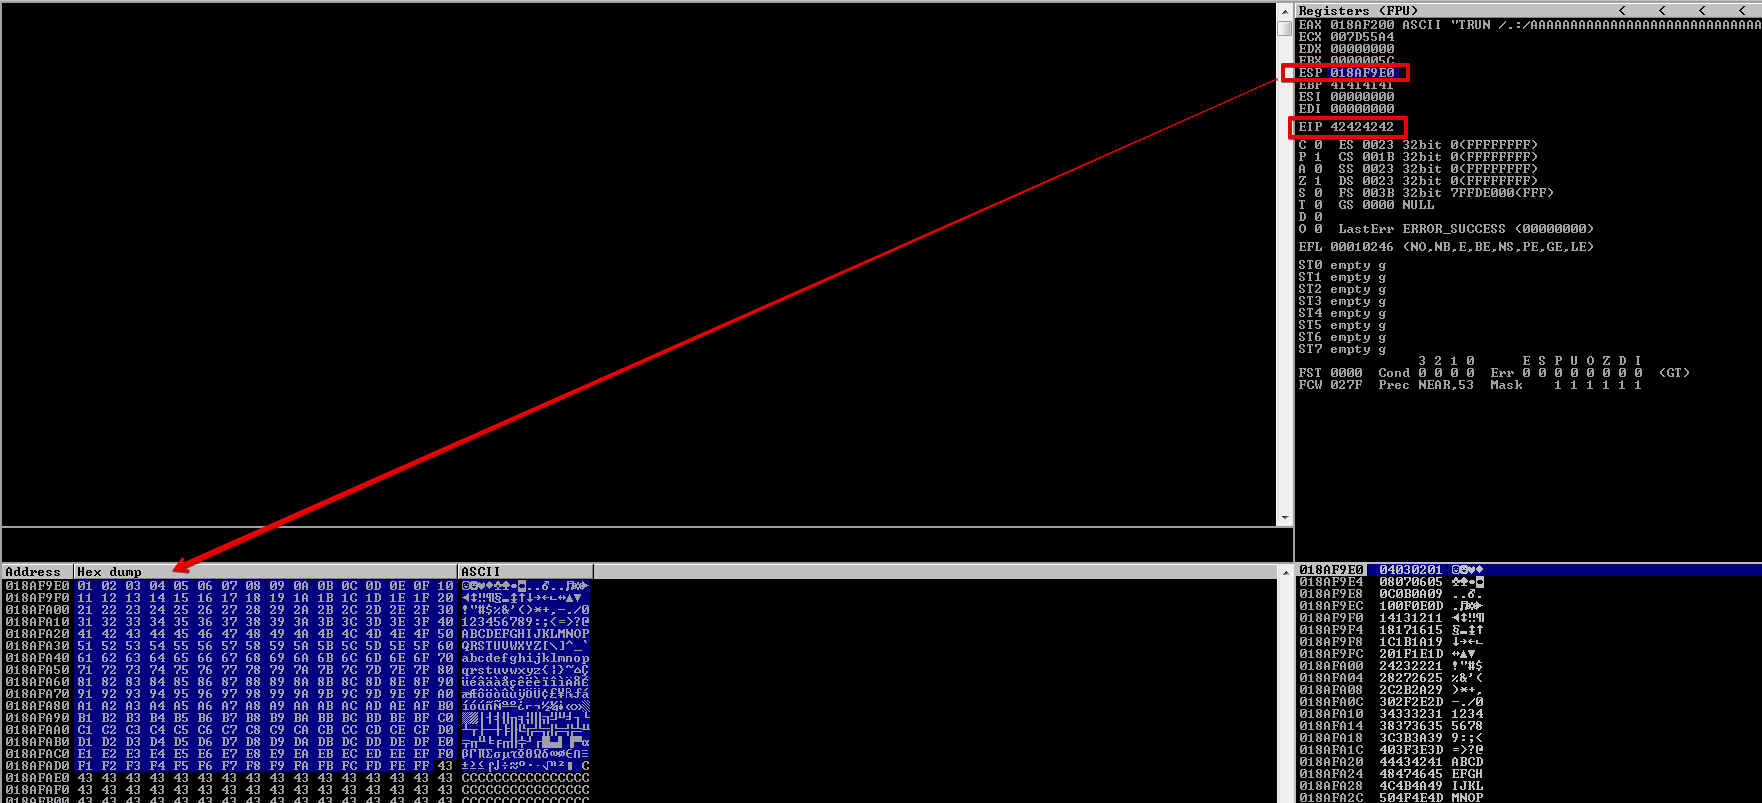 Registers (FPU) < < < <
EAX 018AF200 ASCII "TRUN /.:/AAAAAAAAAAAAAAAAAAAAAAAAAAAAA
ECX 007D55A4
EDX 00000000
EBX 0000005C
ESP 018AF9E0
EBP 41414141
ESI 00000000
EDI 00000000
EIP 42424242
C 0 ES 0023 32bit 0(FFFFFFFF)
P 1 CS 001B 32bit 0(FFFFFFFF)
A 0 SS 0023 32bit 0(FFFFFFFF)
Z 1 DS 0023 32bit 0(FFFFFFFF)
S 0 FS 003B 32bit 7FFDE000(FFF)
T 0 GS 0000 NULL
D 0
O 0 LastErr ERROR_SUCCESS (00000000)
EFL 00010246 (NO,NB,E,BE,NS,PE,GE,LE)
ST0 empty g
ST1 empty g
ST2 empty g
ST3 empty g
ST4 empty g
ST5 empty g
ST6 empty g
ST7 empty g
3 2 1 0 E S P U O Z D I
FST 0000 Cond 0 0 0 0 Err 0 0 0 0 0 0 0 0 (GT)
FCW 027F Prec NEAR,53 Mask 1 1 1 1 1 1
Address Hex dump ASCII
018AF9E0 01 02 03 04 05 06 07 08 09 0A 0B 0C 0D 0E 0F 10
018AF9F0 11 12 13 14 15 16 17 18 19 1A 1B 1C 1D 1E 1F 20
018AFA00 21 22 23 24 25 26 27 28 29 2A 2B 2C 2D 2E 2F 30 !"#$%&'()*+,-./0
018AFA10 31 32 33 34 35 36 37 38 39 3A 3B 3C 3D 3E 3F 40 123456789:;<=>?@
018AFA20 41 42 43 44 45 46 47 48 49 4A 4B 4C 4D 4E 4F 50 ABCDEFGHIJKLMNOP
018AFA30 51 52 53 54 55 56 57 58 59 5A 5B 5C 5D 5E 5F 60 QRSTUVWXYZ[\]^_`
018AFA40 61 62 63 64 65 66 67 68 69 6A 6B 6C 6D 6E 6F 70 abcdefghijklmnop
018AFA50 71 72 73 74 75 76 77 78 79 7A 7B 7C 7D 7E 7F 80 qrstuvwxyz{|}~⌂Ç
018AFA60 81 82 83 84 85 86 87 88 89 8A 8B 8C 8D 8E 8F 90 üéâäàåçêëèïîìÄÅÉ
018AFA70 91 92 93 94 95 96 97 98 99 9A 9B 9C 9D 9E 9F A0
018AFA80 A1 A2 A3 A4 A5 A6 A7 A8 A9 AA AB AC AD AE AF B0
018AFA90 B1 B2 B3 B4 B5 B6 B7 B8 B9 BA BB BC BD BE BF C0
018AFAA0 C1 C2 C3 C4 C5 C6 C7 C8 C9 CA CB CC CD CE CF D0
018AFAB0 D1 D2 D3 D4 D5 D6 D7 D8 D9 DA DB DC DD DE DF E0
018AFAC0 E1 E2 E3 E4 E5 E6 E7 E8 E9 EA EB EC ED EE EF F0
018AFAD0 F1 F2 F3 F4 F5 F6 F7 F8 F9 FA FB FC FD FE FF 43
018AFAE0 43 43 43 43 43 43 43 43 43 43 43 43 43 43 43 43 CCCCCCCCCCCCCCCC
018AFAF0 43 43 43 43 43 43 43 43 43 43 43 43 43 43 43 43 CCCCCCCCCCCCCCCC
018AFB00 43 43 43 43 43 43 43 43 43 43 43 43 43 43 43 43 CCCCCCCCCCCCCCCC
018AF9E0 04030201
018AF9E4 08070605
018AF9E8 0C0B0A09
018AF9EC 100F0E0D
018AF9F0 14131211
018AF9F4 18171615
018AF9F8 1C1B1A19
018AF9FC 201F1E1D
018AFA00 24232221 !"#$
018AFA04 28272625 %&'(
018AFA08 2C2B2A29 )*+,
018AFA0C 302F2E2D -./0
018AFA10 34333231 1234
018AFA14 38373635 5678
018AFA18 3C3B3A39 9:;<
018AFA1C 403F3E3D =>?@
018AFA20 44434241 ABCD
018AFA24 48474645 EFGH
018AFA28 4C4B4A49 IJKL
018AFA2C 504F4E4D MNOP